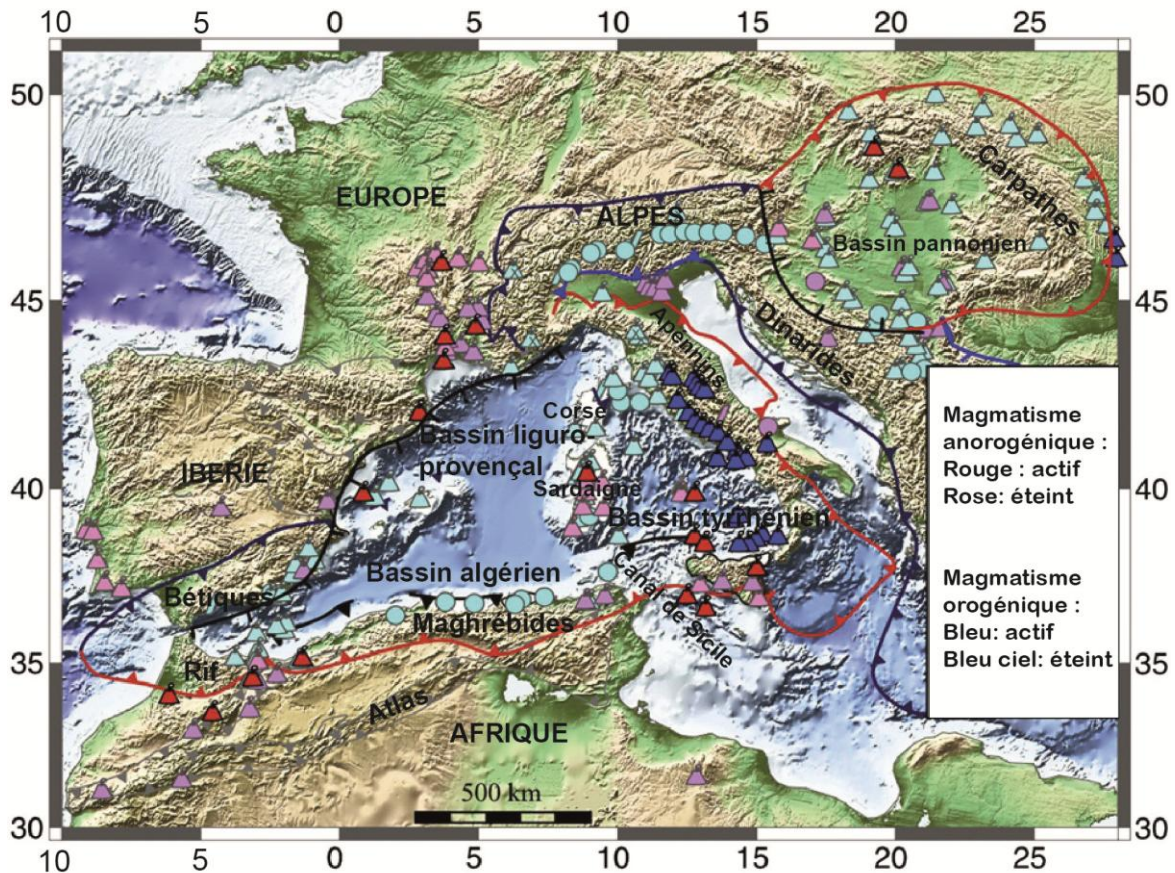 10 5 0 5 10 15 20 25
50 50
EUROPE
ALPES
Carpathes
Bassin pannonien
45 45
Apennins
Dinarides
Magmatisme
anorogénique :
Rouge : actif
Rose: éteint
Corse
Bassin liguro
provençal
IBERIE
40 40
Sardaigne
Bassin tyrrhénien
Bassin algérien
Bétiques
Canal de Sicile
Maghrébides
Magmatisme
orogénique :
Bleu: actif
Bleu ciel: éteint
35 35
Rif
Atlas
AFRIQUE
500 km
30 30
10 5 0 5 10 15 20 25